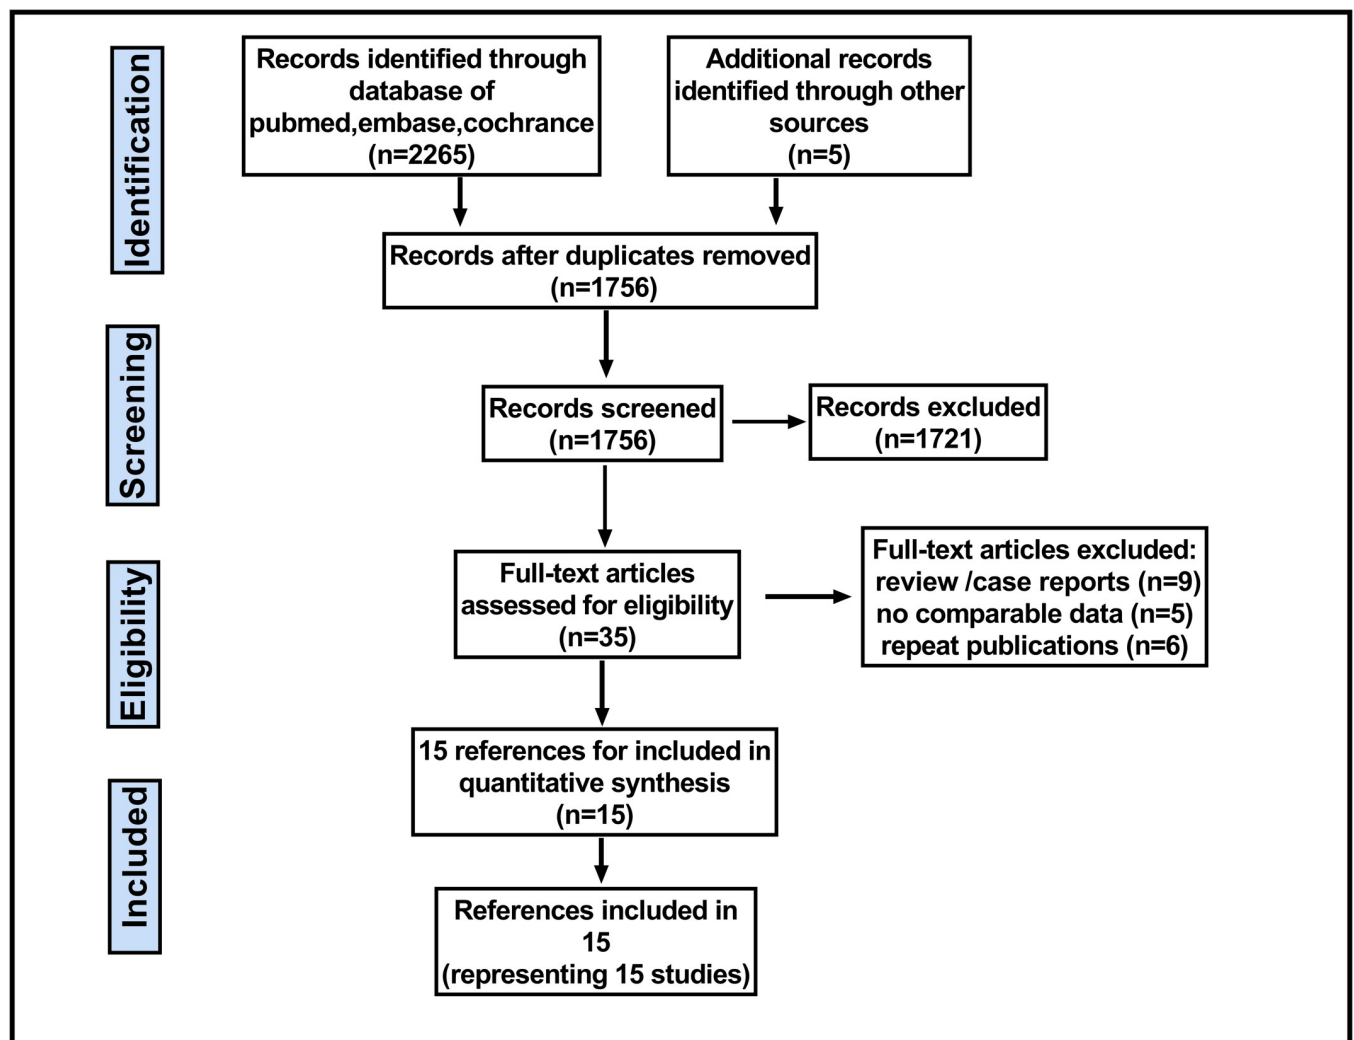 Identification
Records identified through
database of
pubmed,embase,cochrance
(n=2265)
Additional records
identified through other
sources
(n=5)
Records after duplicates removed
(n=1756)
Screening
Records screened
(n=1756)
Records excluded
(n=1721)
Eligibility
Full-text articles
assessed for eligibility
(n=35)
Full-text articles excluded:
review /case reports (n=9)
no comparable data (n=5)
repeat publications (n=6)
15 references for included in
quantitative synthesis
(n=15)
Included
References included in
15
(representing 15 studies)